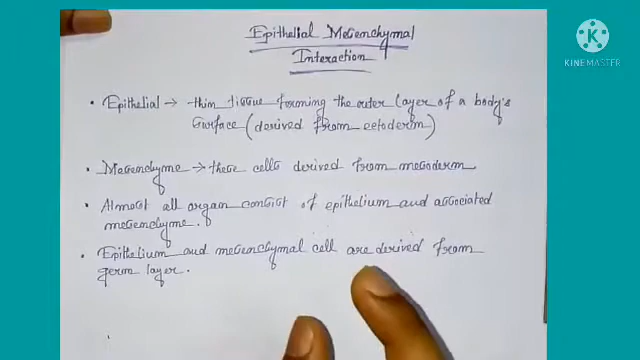 Epithelial Mesenchymal
Interaction
• Epithelial → thin tissue forming the outer layer of a body's
surface (derived from ectoderm)
• Mesenchyme → these cells derived from mesoderm
• Almost all organ consist of epithelium and associated
mesenchyme.
• Epithelium and mesenchymal cell are derived from
germ layer.
KINEMASTER